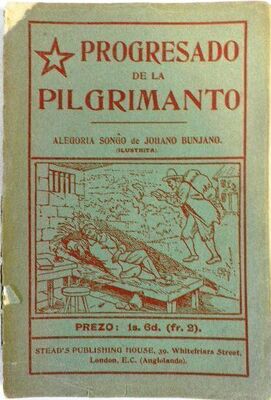 PROGRESADO
DE LA
PILGRIMANTO
ALEGORIA SONĜO de JOHANO BUNJANO.
(ILUSTRITA)
PREZO: 1s. 6d. (fr. 2).
STEAD'S PUBLISHING HOUSE, 39, Whitefriars Street,
London, E.C. (Anglolando).